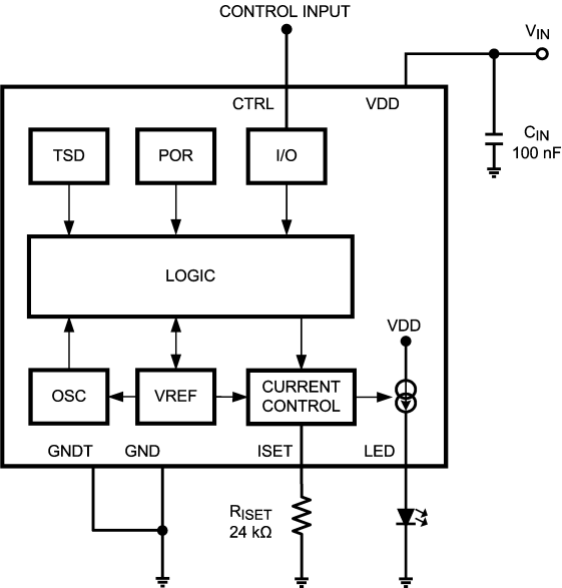 CONTROL INPUT
VIN
CTRL
VDD
CIN
100 nF
TSD
POR
I/O
LOGIC
VDD
OSC
VREF
CURRENT
CONTROL
GNDT
GND
ISET
LED
RISET
24 kΩ